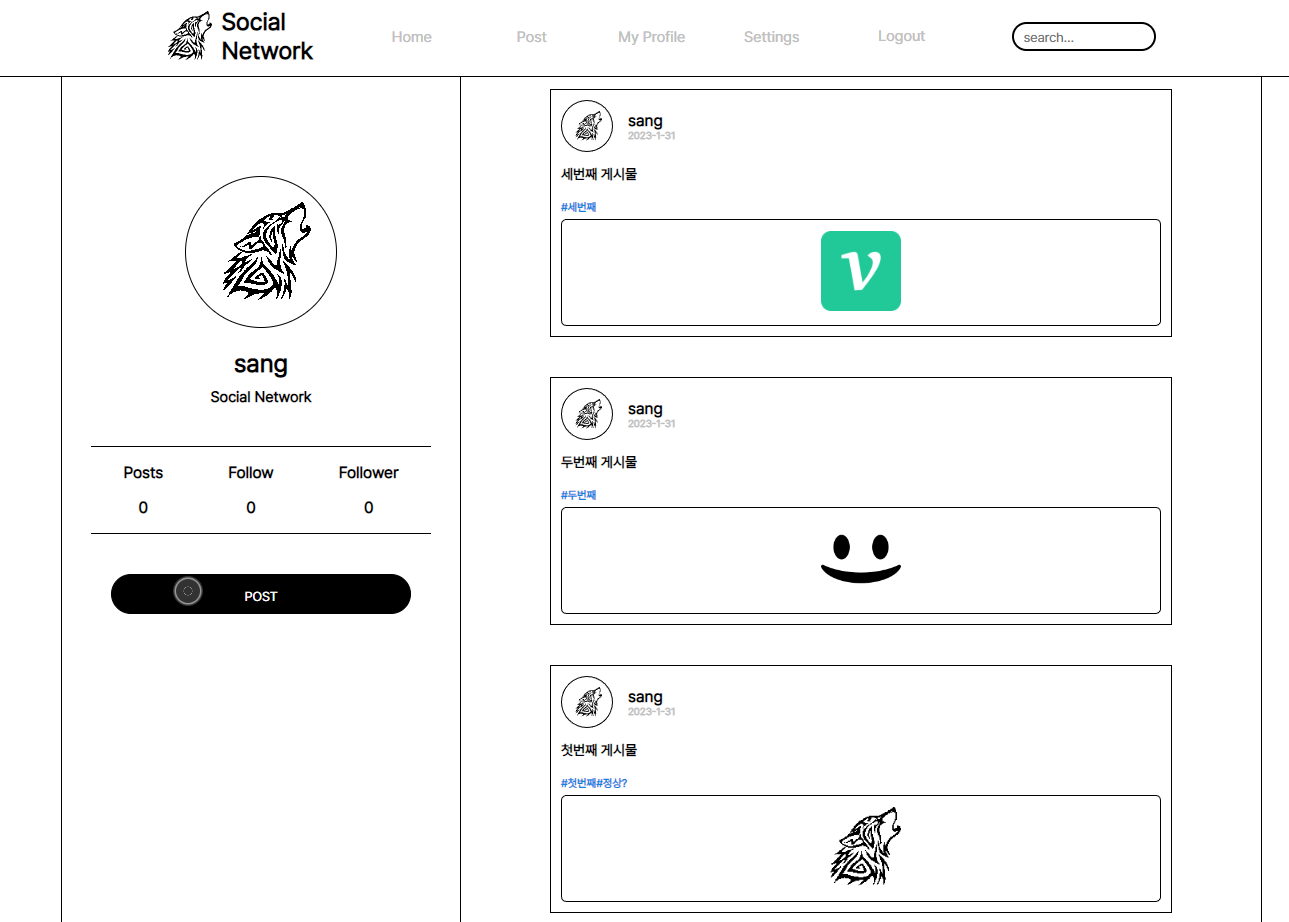 Social
Network
Home Post My Profile Settings Logout search...
sang
Social Network
Posts Follow Follower
0 0 0
POST
sang
2023-1-31
세번째 게시물
#세번째
V
sang
2023-1-31
두번째 게시물
#두번째
sang
2023-1-31
첫번째 게시물
#첫번째#정상?